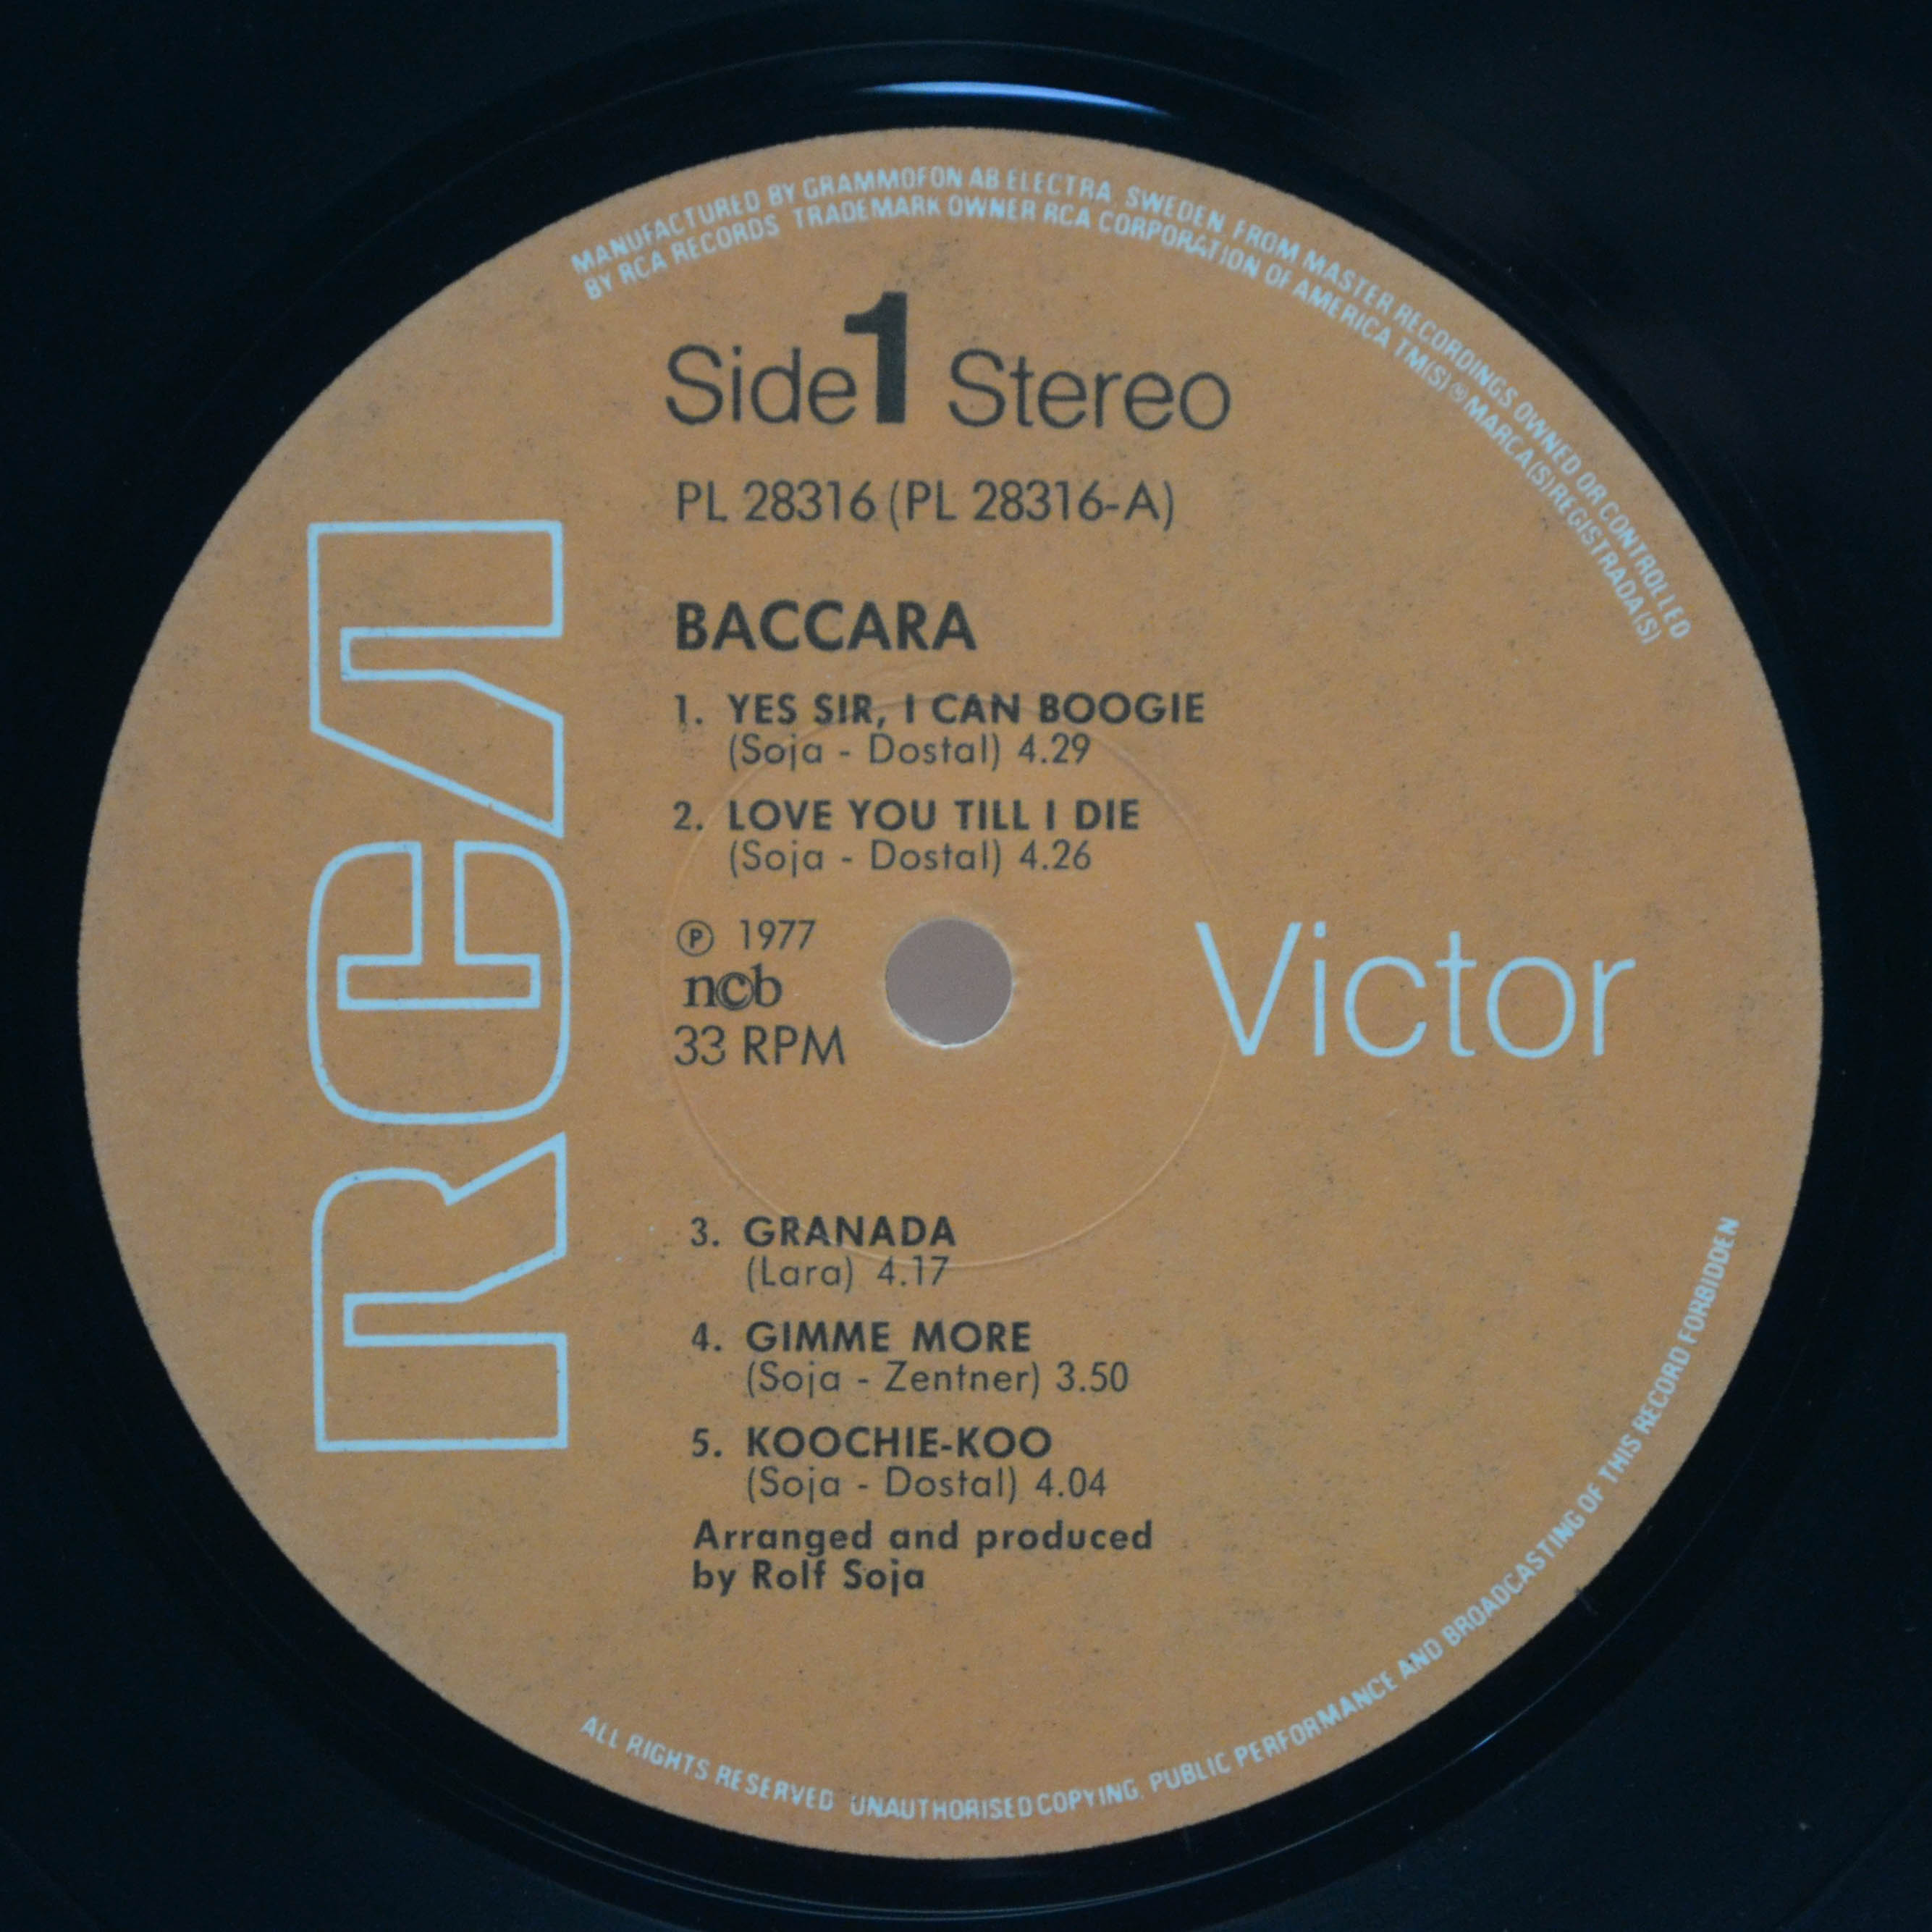 MANUFACTURED BY GRAMMOFON AB ELECTRA, SWEDEN, FROM MASTER RECORDINGS OWNED OR CONTROLLED
BY RCA RECORDS TRADEMARK OWNER RCA CORPORATION OF AMERICA TM(S) ® MARCA(S) REGISTRADA(S)
Side 1 Stereo
PL 28316 (PL 28316-A)
RCA
BACCARA
1. YES SIR, I CAN BOOGIE
(Soja - Dostal) 4.29
2. LOVE YOU TILL I DIE
(Soja - Dostal) 4.26
℗ 1977
ncb
33 RPM
Victor
3. GRANADA
(Lara) 4.17
4. GIMME MORE
(Soja - Zentner) 3.50
5. KOOCHIE-KOO
(Soja - Dostal) 4.04
Arranged and produced
by Rolf Soja
ALL RIGHTS RESERVED UNAUTHORISED COPYING, PUBLIC PERFORMANCE AND BROADCASTING OF THIS RECORD FORBIDDEN